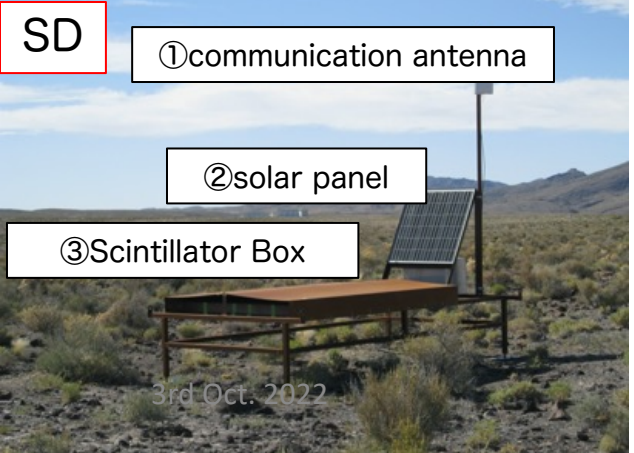 SD
①communication antenna
②solar panel
③Scintillator Box
3rd Oct. 2022